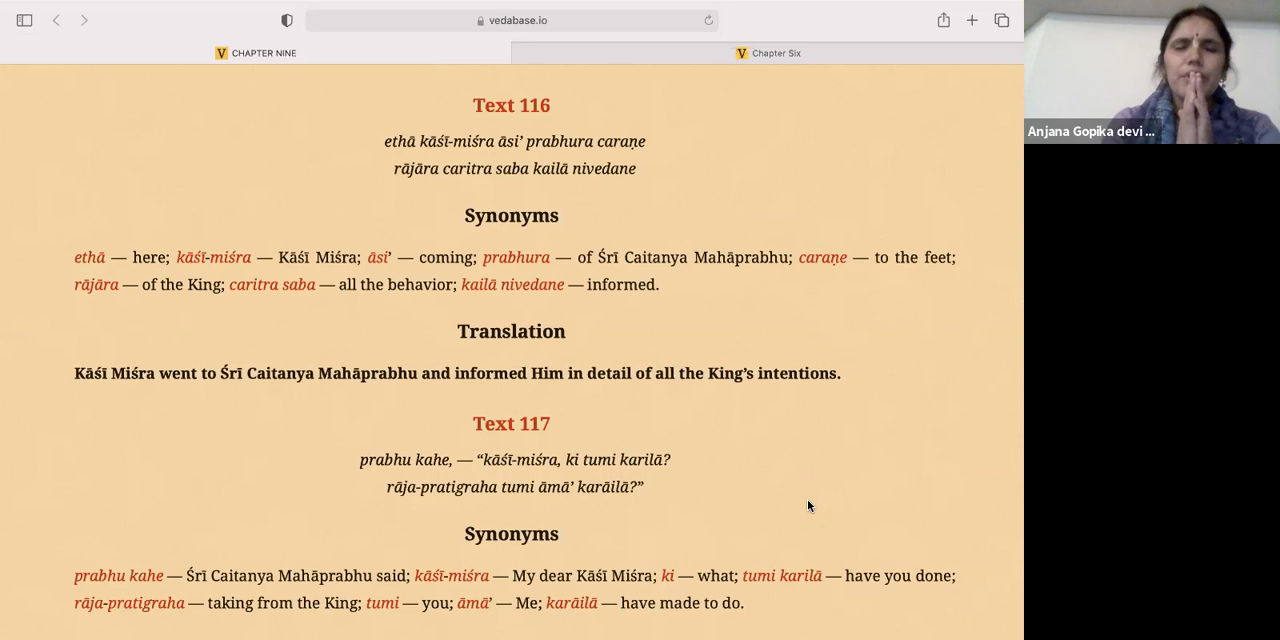 vedabase.io
V CHAPTER NINE
V Chapter Six
Text 116
ethā kāśī-miśra āsi’ prabhura caraṇe
rājāra caritra saba kailā nivedane
Synonyms
ethā — here; kāśī-miśra — Kāśī Miśra; āsi’ — coming; prabhura — of Śrī Caitanya Mahāprabhu; caraṇe — to the feet;
rājāra — of the King; caritra saba — all the behavior; kailā nivedane — informed.
Translation
Kāśī Miśra went to Śrī Caitanya Mahāprabhu and informed Him in detail of all the King’s intentions.
Text 117
prabhu kahe, — “kāśī-miśra, ki tumi karilā?
rāja-pratigraha tumi āmā’ karāilā?”
Synonyms
prabhu kahe — Śrī Caitanya Mahāprabhu said; kāśī-miśra — My dear Kāśī Miśra; ki — what; tumi karilā — have you done;
rāja-pratigraha — taking from the King; tumi — you; āmā’ — Me; karāilā — have made to do.
Anjana Gopika devi ...